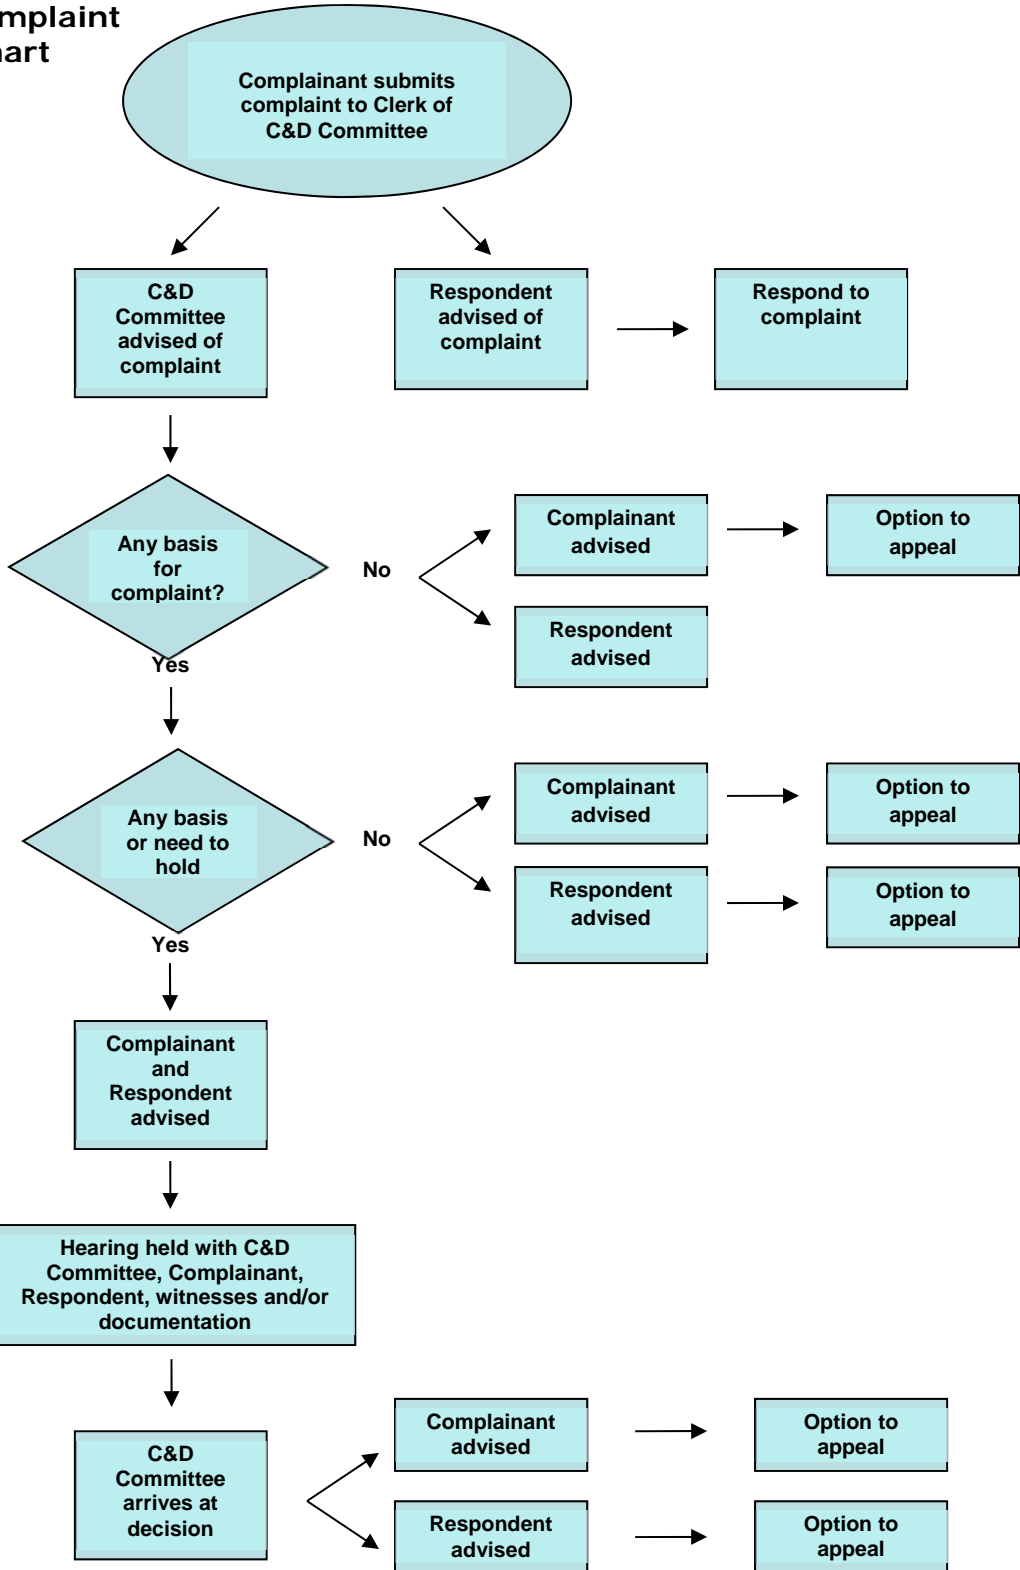 mplaint
art
Complainant submits
complaint to Clerk of
C&D Committee
C&D
Committee
advised of
complaint
Respondent
advised of
complaint
Respond to
complaint
Any basis
for
complaint?
No
Complainant
advised
Option to
appeal
Respondent
advised
Yes
Any basis
or need to
hold
No
Complainant
advised
Option to
appeal
Respondent
advised
Option to
appeal
Yes
Complainant
and
Respondent
advised
Hearing held with C&D
Committee, Complainant,
Respondent, witnesses and/or
documentation
C&D
Committee
arrives at
decision
Complainant
advised
Option to
appeal
Respondent
advised
Option to
appeal